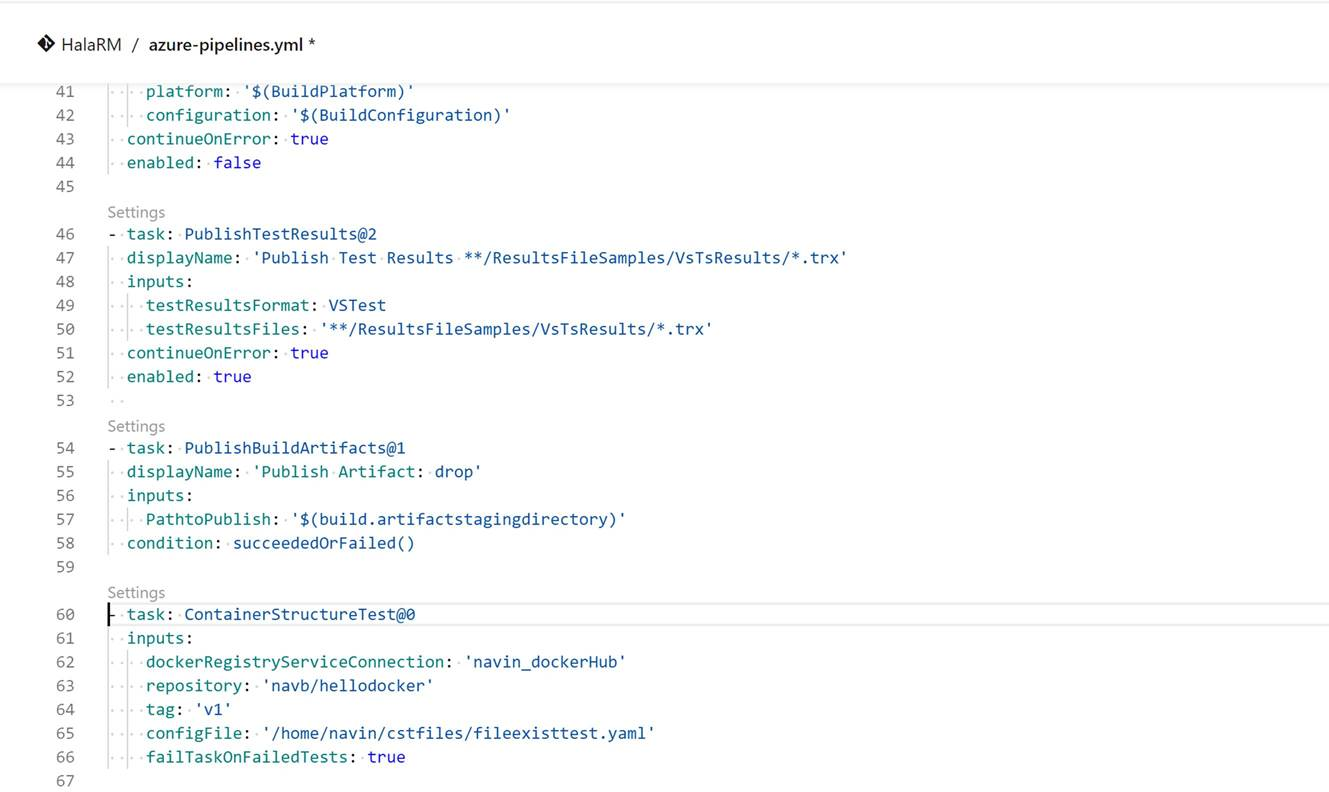 HalaRM / azure-pipelines.yml *
41 platform: '$(BuildPlatform)'
42 configuration: '$(BuildConfiguration)'
43 continueOnError: true
44 enabled: false
45
Settings
46 - task: PublishTestResults@2
47 displayName: 'Publish Test Results **/ResultsFileSamples/VsTsResults/*.trx'
48 inputs:
49 testResultsFormat: VSTest
50 testResultsFiles: '**/ResultsFileSamples/VsTsResults/*.trx'
51 continueOnError: true
52 enabled: true
53
Settings
54 - task: PublishBuildArtifacts@1
55 displayName: 'Publish Artifact: drop'
56 inputs:
57 PathtoPublish: '$(build.artifactstagingdirectory)'
58 condition: succeededOrFailed()
59
Settings
60 - task: ContainerStructureTest@0
61 inputs:
62 dockerRegistryServiceConnection: 'navin_dockerHub'
63 repository: 'navb/hellodocker'
64 tag: 'v1'
65 configFile: '/home/navin/cstfiles/fileexisttest.yaml'
66 failTaskOnFailedTests: true
67